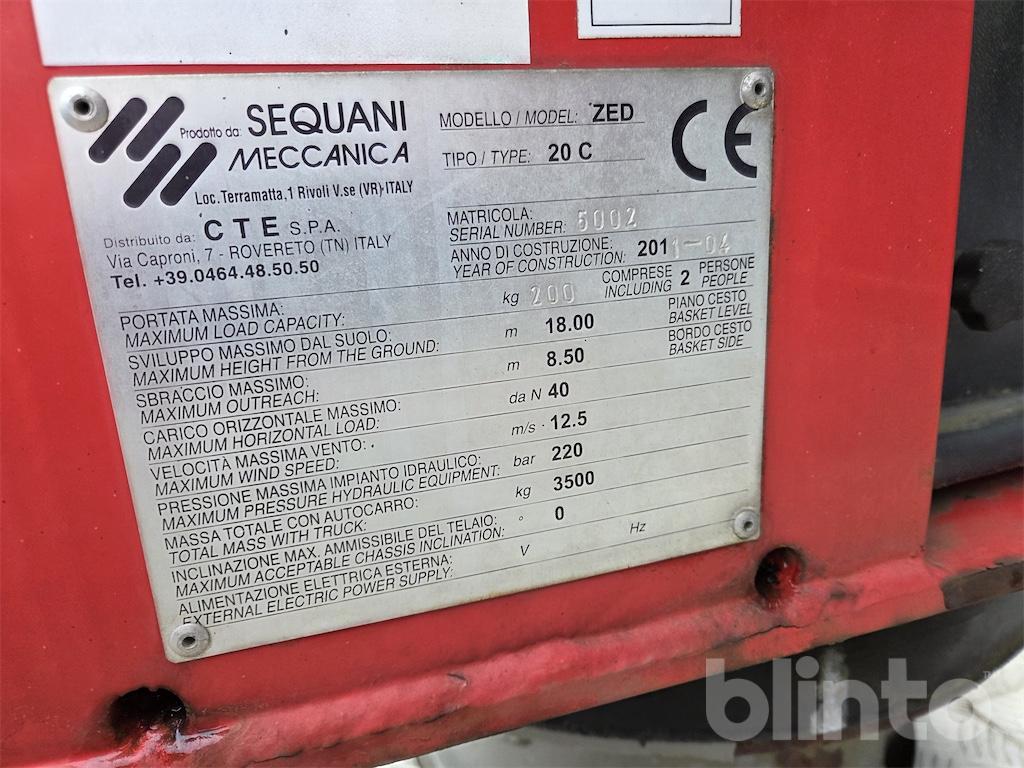 Prodotto da: SEQUANI
MECCANICA
Loc. Terramatta,1 Rivoli V.se (VR)-ITALY
Distribuito da: CTE S.P.A.
Via Caproni, 7 - ROVERETO (TN) ITALY
Tel. +39.0464.48.50.50
MODELLO / MODEL: ZED
TIPO / TYPE: 20 C
CE
MATRICOLA:
SERIAL NUMBER: 5002
ANNO DI COSTRUZIONE:
YEAR OF CONSTRUCTION: 2011-04
PORTATA MASSIMA:
MAXIMUM LOAD CAPACITY: kg 200 COMPRESE INCLUDING 2 PERSONE PEOPLE
SVILUPPO MASSIMO DAL SUOLO:
MAXIMUM HEIGHT FROM THE GROUND: m 18.00 PIANO CESTO BASKET LEVEL
SBRACCIO MASSIMO:
MAXIMUM OUTREACH: m 8.50 BORDO CESTO BASKET SIDE
CARICO ORIZZONTALE MASSIMO:
MAXIMUM HORIZONTAL LOAD: da N 40
VELOCITÀ MASSIMA VENTO:
MAXIMUM WIND SPEED: m/s 12.5
PRESSIONE MASSIMA IMPIANTO IDRAULICO:
MAXIMUM PRESSURE HYDRAULIC EQUIPMENT: bar 220
MASSA TOTALE CON AUTOCARRO:
TOTAL MASS WITH TRUCK: kg 3500
INCLINAZIONE MAX. AMMISSIBILE DEL TELAIO:
MAXIMUM ACCEPTABLE CHASSIS INCLINATION: ° 0
ALIMENTAZIONE ELETTRICA ESTERNA:
EXTERNAL ELECTRIC POWER SUPPLY: V Hz
blinto